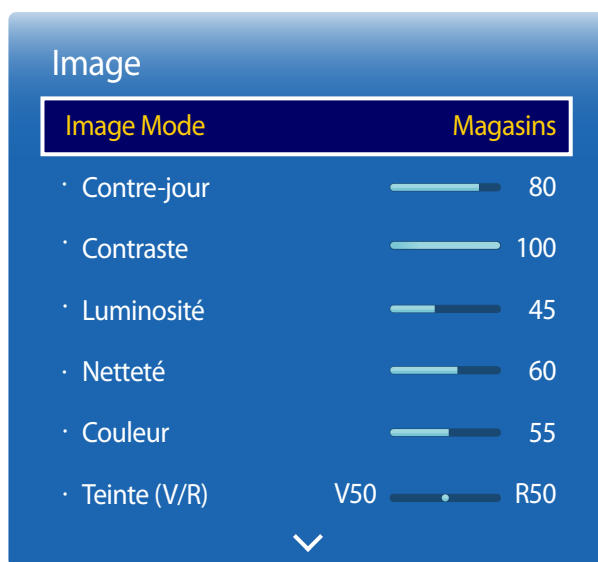 Image
Image Mode Magasins
· Contre-jour 80
· Contraste 100
· Luminosité 45
· Netteté 60
· Couleur 55
· Teinte (V/R) V50 R50